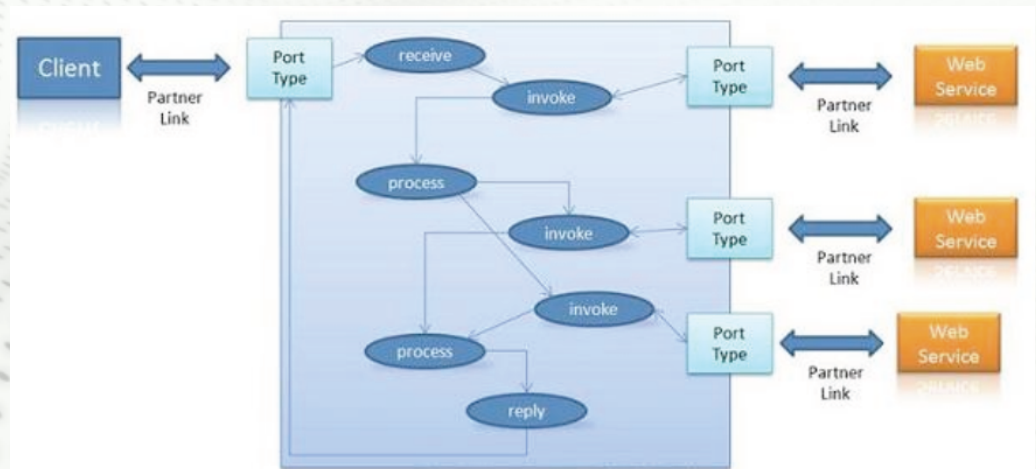 Client
Partner
Link
Port
Type
receive
invoke
Port
Type
Partner
Link
Web
Service
process
invoke
Port
Type
Partner
Link
Web
Service
invoke
process
Port
Type
Partner
Link
Web
Service
reply